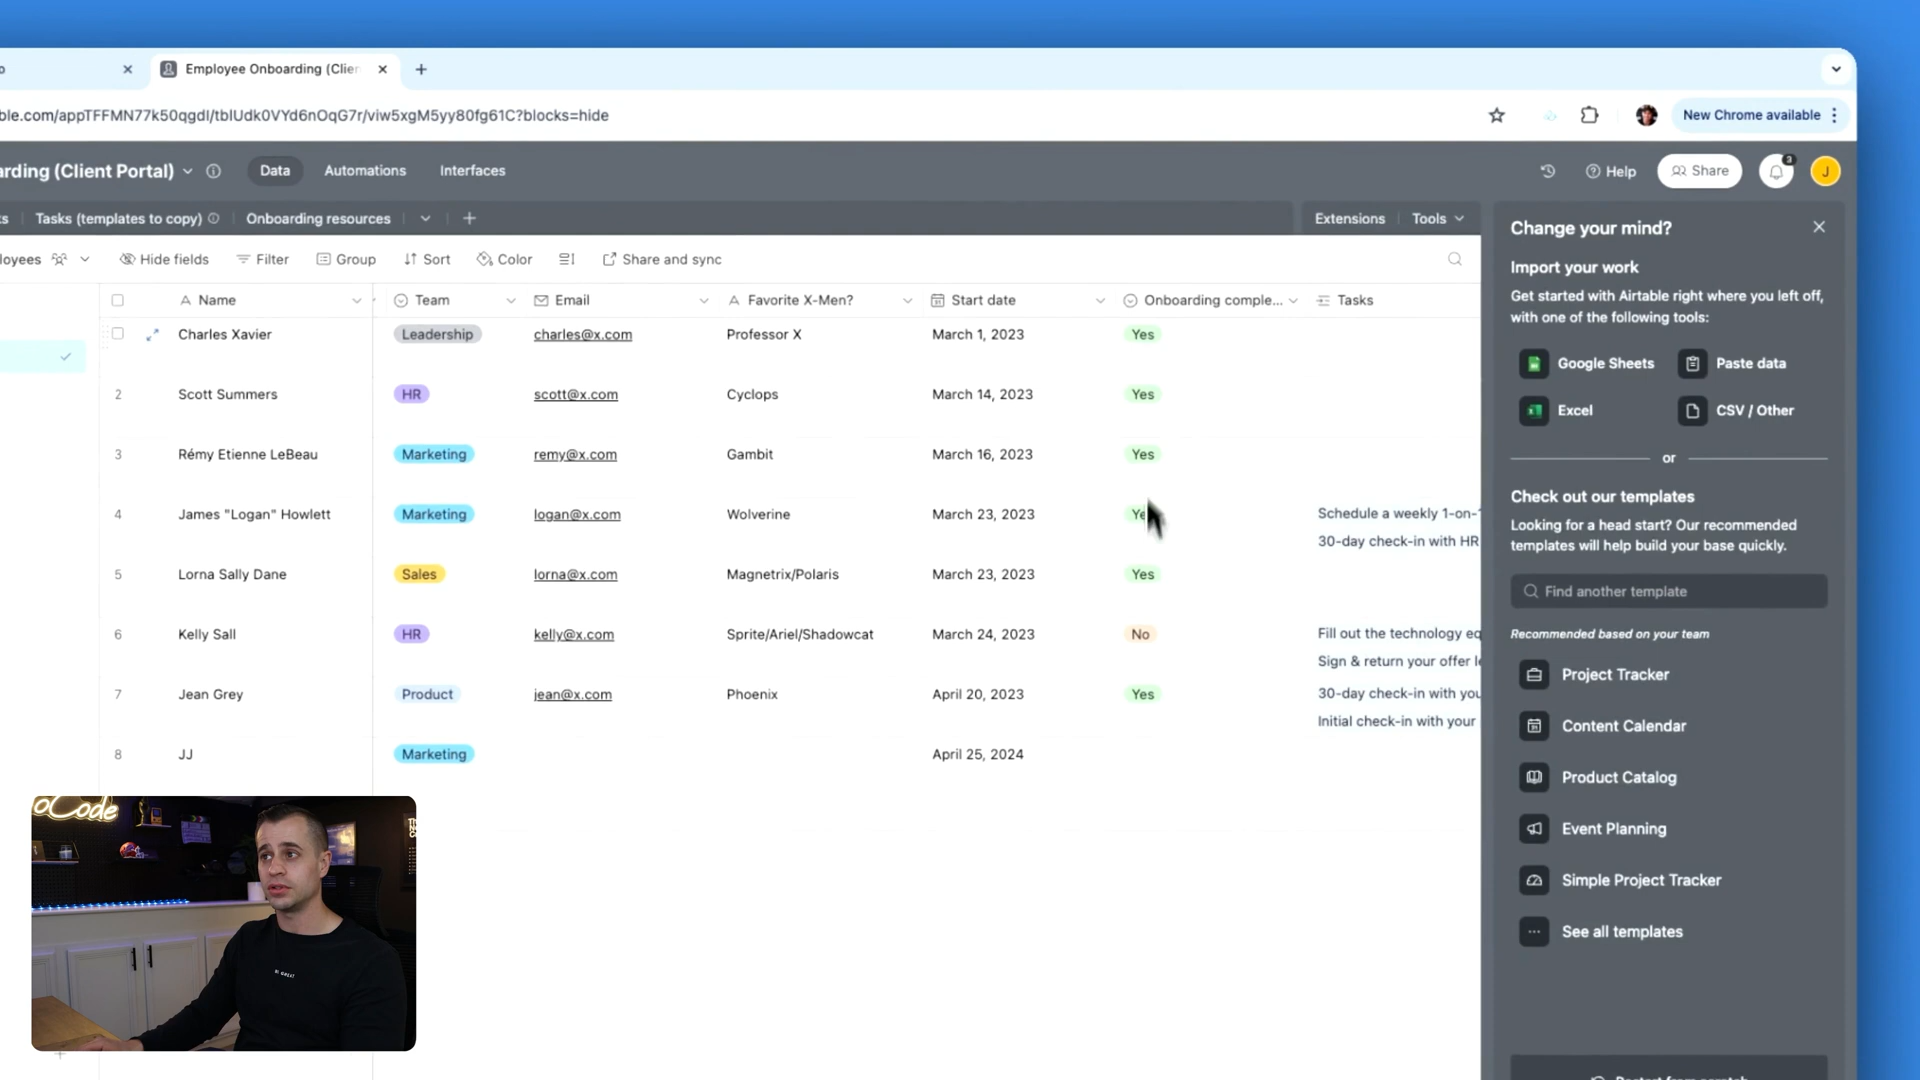 Employee Onboarding (Clier
ble.com/appTFFMN77k50qgdI/tblUdk0VYd6nOqG7r/viw5xgM5yy80fg61C?blocks=hide
New Chrome available
arding (Client Portal)
Data
Automations
Interfaces
Help
Share
3
J
Tasks (templates to copy)
Onboarding resources
Extensions
Tools
loyees
Hide fields
Filter
Group
Sort
Color
Share and sync
Name
Team
Email
Favorite X-Men?
Start date
Onboarding comple...
Tasks
Charles Xavier
Leadership
charles@x.com
Professor X
March 1, 2023
Yes
2
Scott Summers
HR
scott@x.com
Cyclops
March 14, 2023
Yes
3
Rémy Etienne LeBeau
Marketing
remy@x.com
Gambit
March 16, 2023
Yes
4
James "Logan" Howlett
Marketing
logan@x.com
Wolverine
March 23, 2023
Yes
Schedule a weekly 1-on-1
30-day check-in with HR
5
Lorna Sally Dane
Sales
lorna@x.com
Magnetrix/Polaris
March 23, 2023
Yes
6
Kelly Sall
HR
kelly@x.com
Sprite/Ariel/Shadowcat
March 24, 2023
No
Fill out the technology eq
Sign & return your offer le
7
Jean Grey
Product
jean@x.com
Phoenix
April 20, 2023
Yes
30-day check-in with you
Initial check-in with your
8
JJ
Marketing
April 25, 2024
Change your mind?
Import your work
Get started with Airtable right where you left off,
with one of the following tools:
Google Sheets
Paste data
Excel
CSV / Other
or
Check out our templates
Looking for a head start? Our recommended
templates will help build your base quickly.
Find another template
Recommended based on your team
Project Tracker
Content Calendar
Product Catalog
Event Planning
Simple Project Tracker
See all templates
Restart from scratch
oCode